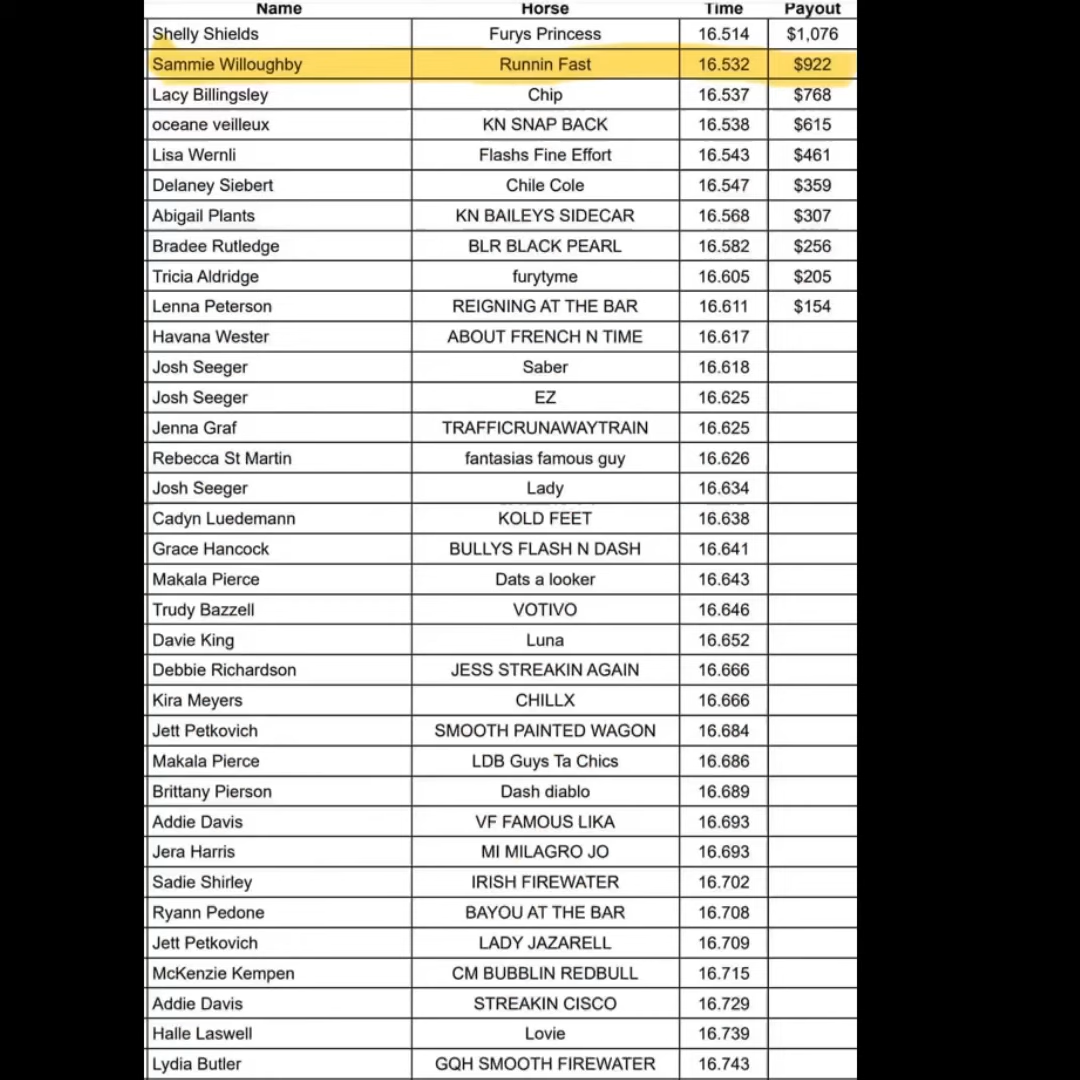 Name Horse Time Payout
Shelly Shields Furys Princess 16.514 $1,076
Sammie Willoughby Runnin Fast 16.532 $922
Lacy Billingsley Chip 16.537 $768
oceane veilleux KN SNAP BACK 16.538 $615
Lisa Wernli Flashs Fine Effort 16.543 $461
Delaney Siebert Chile Cole 16.547 $359
Abigail Plants KN BAILEYS SIDECAR 16.568 $307
Bradee Rutledge BLR BLACK PEARL 16.582 $256
Tricia Aldridge furytyme 16.605 $205
Lenna Peterson REIGNING AT THE BAR 16.611 $154
Havana Wester ABOUT FRENCH N TIME 16.617
Josh Seeger Saber 16.618
Josh Seeger EZ 16.625
Jenna Graf TRAFFICRUNAWAYTRAIN 16.625
Rebecca St Martin fantasias famous guy 16.626
Josh Seeger Lady 16.634
Cadyn Luedemann KOLD FEET 16.638
Grace Hancock BULLYS FLASH N DASH 16.641
Makala Pierce Dats a looker 16.643
Trudy Bazzell VOTIVO 16.646
Davie King Luna 16.652
Debbie Richardson JESS STREAKIN AGAIN 16.666
Kira Meyers CHILLX 16.666
Jett Petkovich SMOOTH PAINTED WAGON 16.684
Makala Pierce LDB Guys Ta Chics 16.686
Brittany Pierson Dash diablo 16.689
Addie Davis VF FAMOUS LIKA 16.693
Jera Harris MI MILAGRO JO 16.693
Sadie Shirley IRISH FIREWATER 16.702
Ryann Pedone BAYOU AT THE BAR 16.708
Jett Petkovich LADY JAZARELL 16.709
McKenzie Kempen CM BUBBLIN REDBULL 16.715
Addie Davis STREAKIN CISCO 16.729
Halle Laswell Lovie 16.739
Lydia Butler GQH SMOOTH FIREWATER 16.743